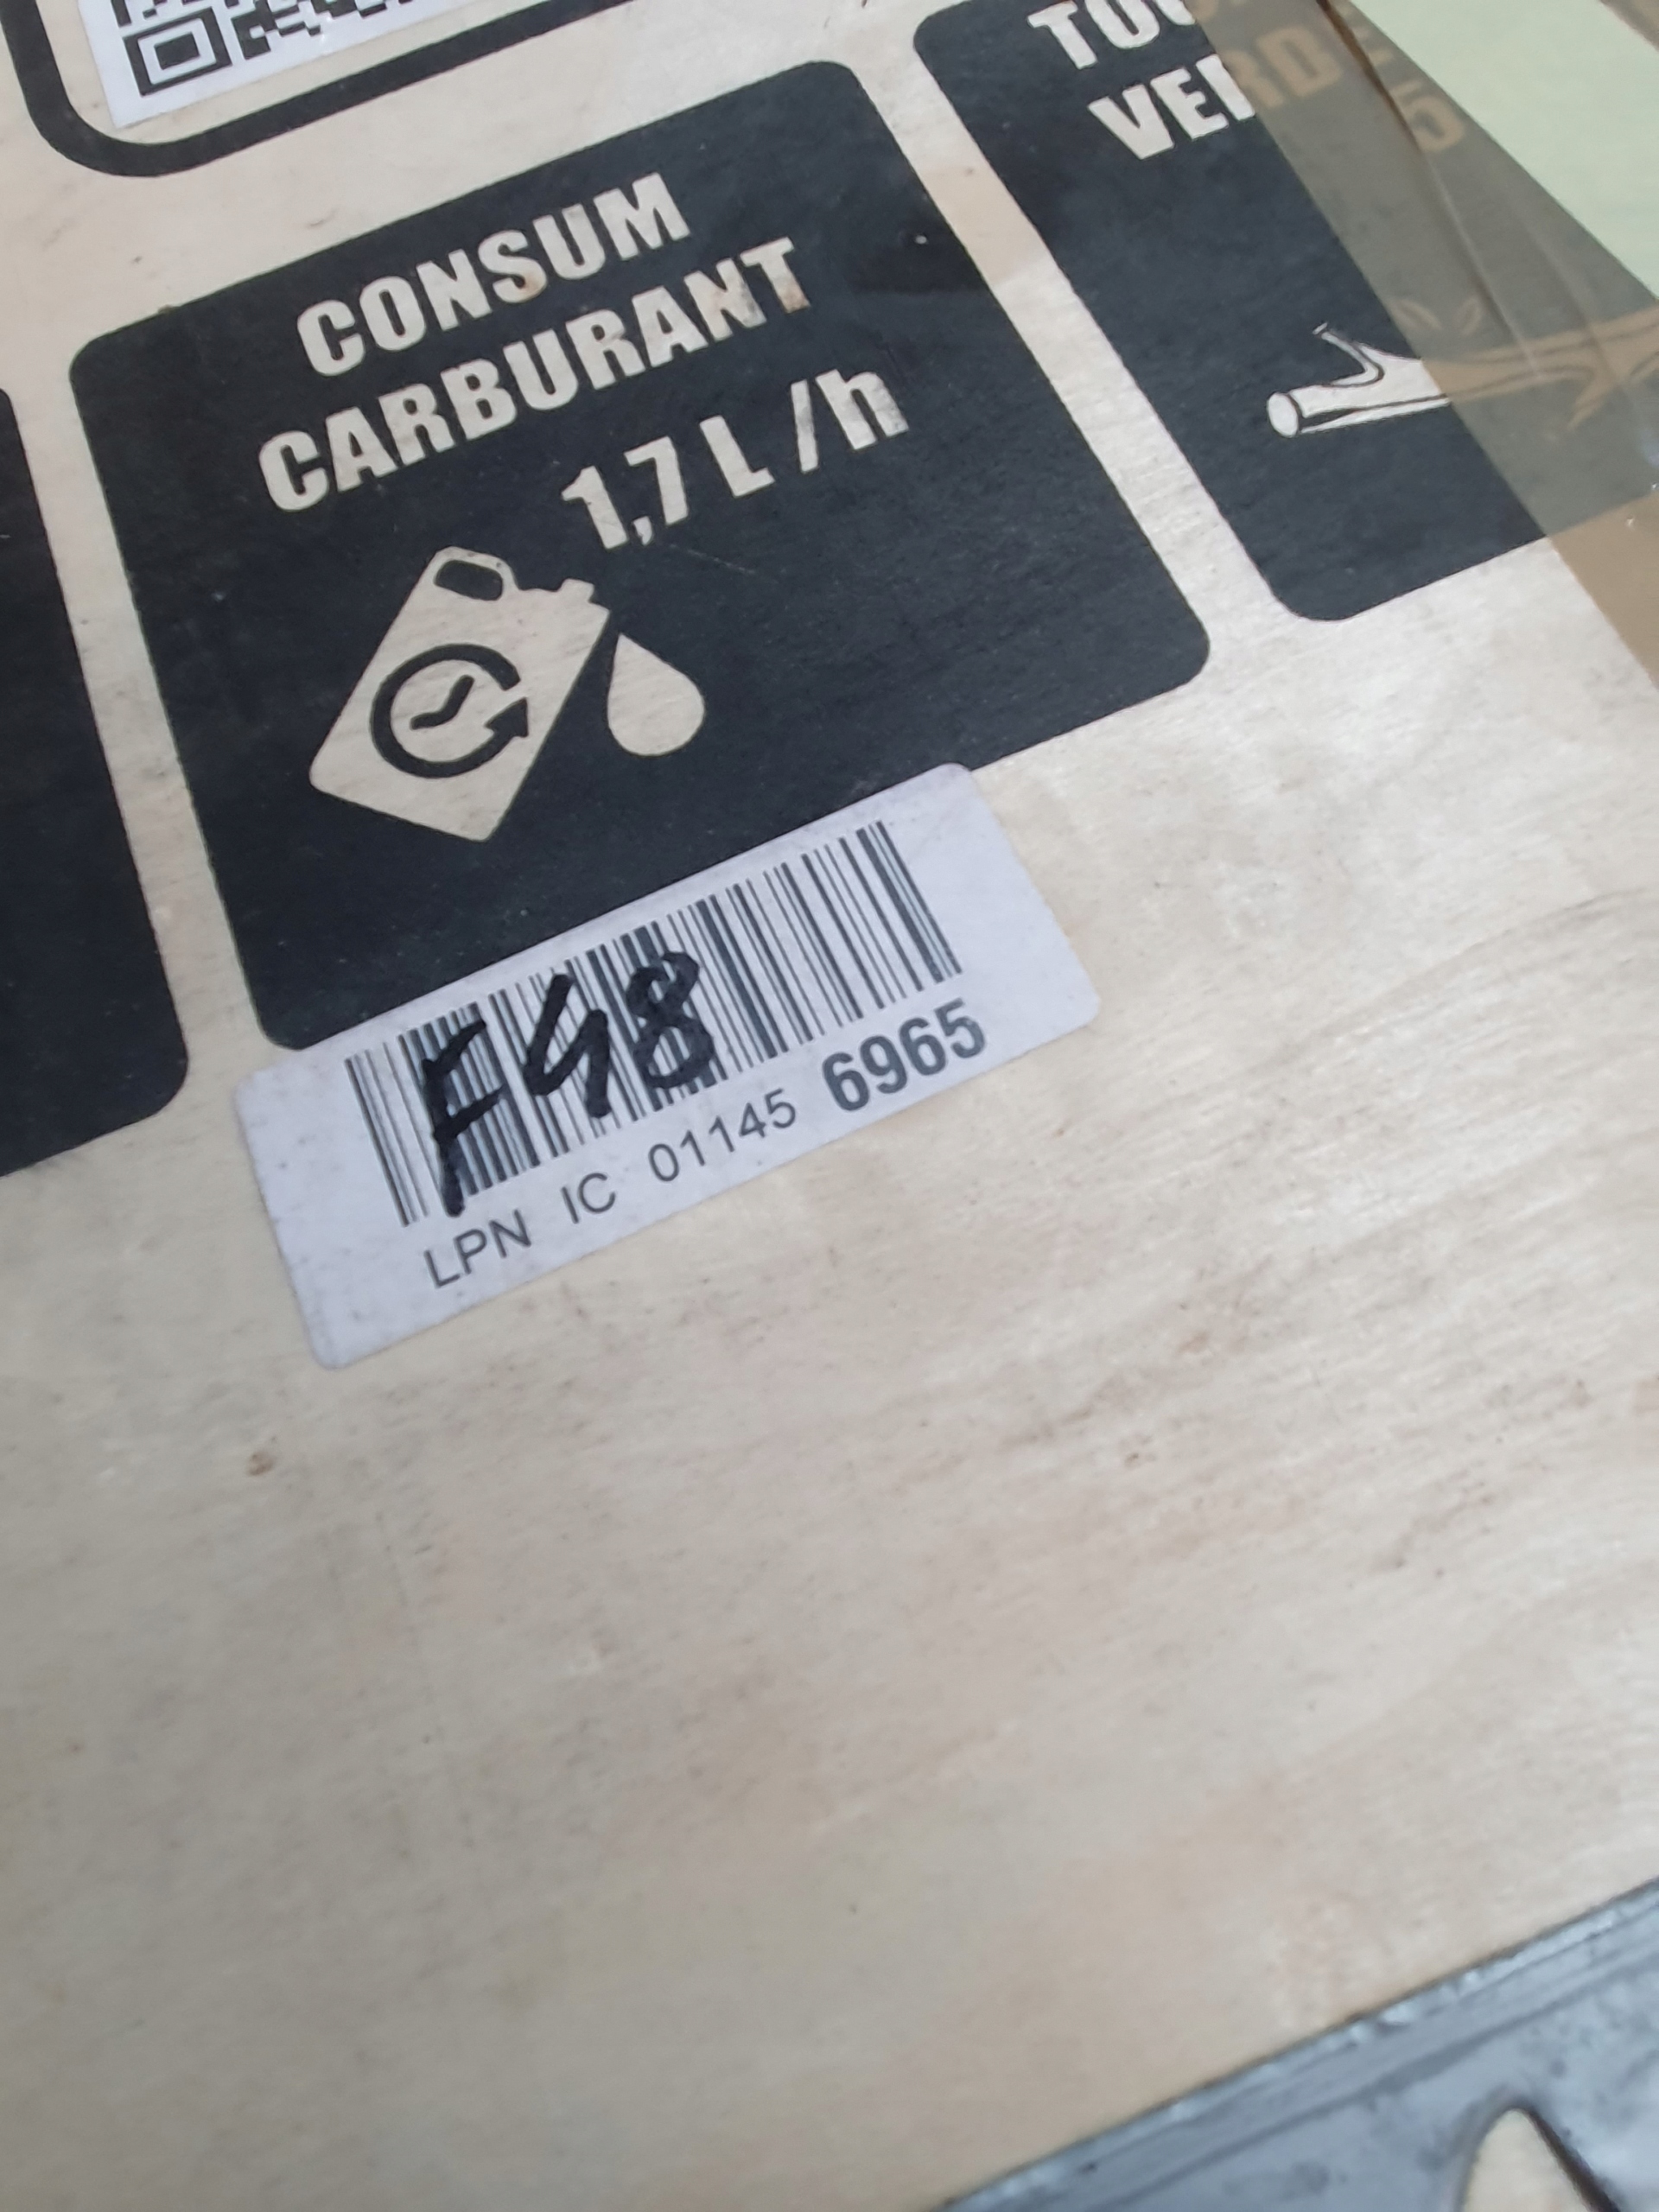 CONSUM
CARBURANT
1,7 L /h
F48
LPN IC 01145 6965